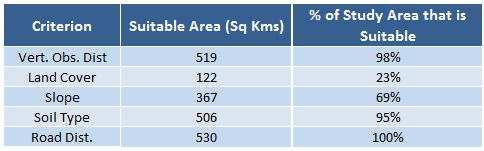 Criterion Suitable Area (Sq Kms) % of Study Area that is Suitable
Vert. Obs. Dist 519 98%
Land Cover 122 23%
Slope 367 69%
Soil Type 506 95%
Road Dist. 530 100%